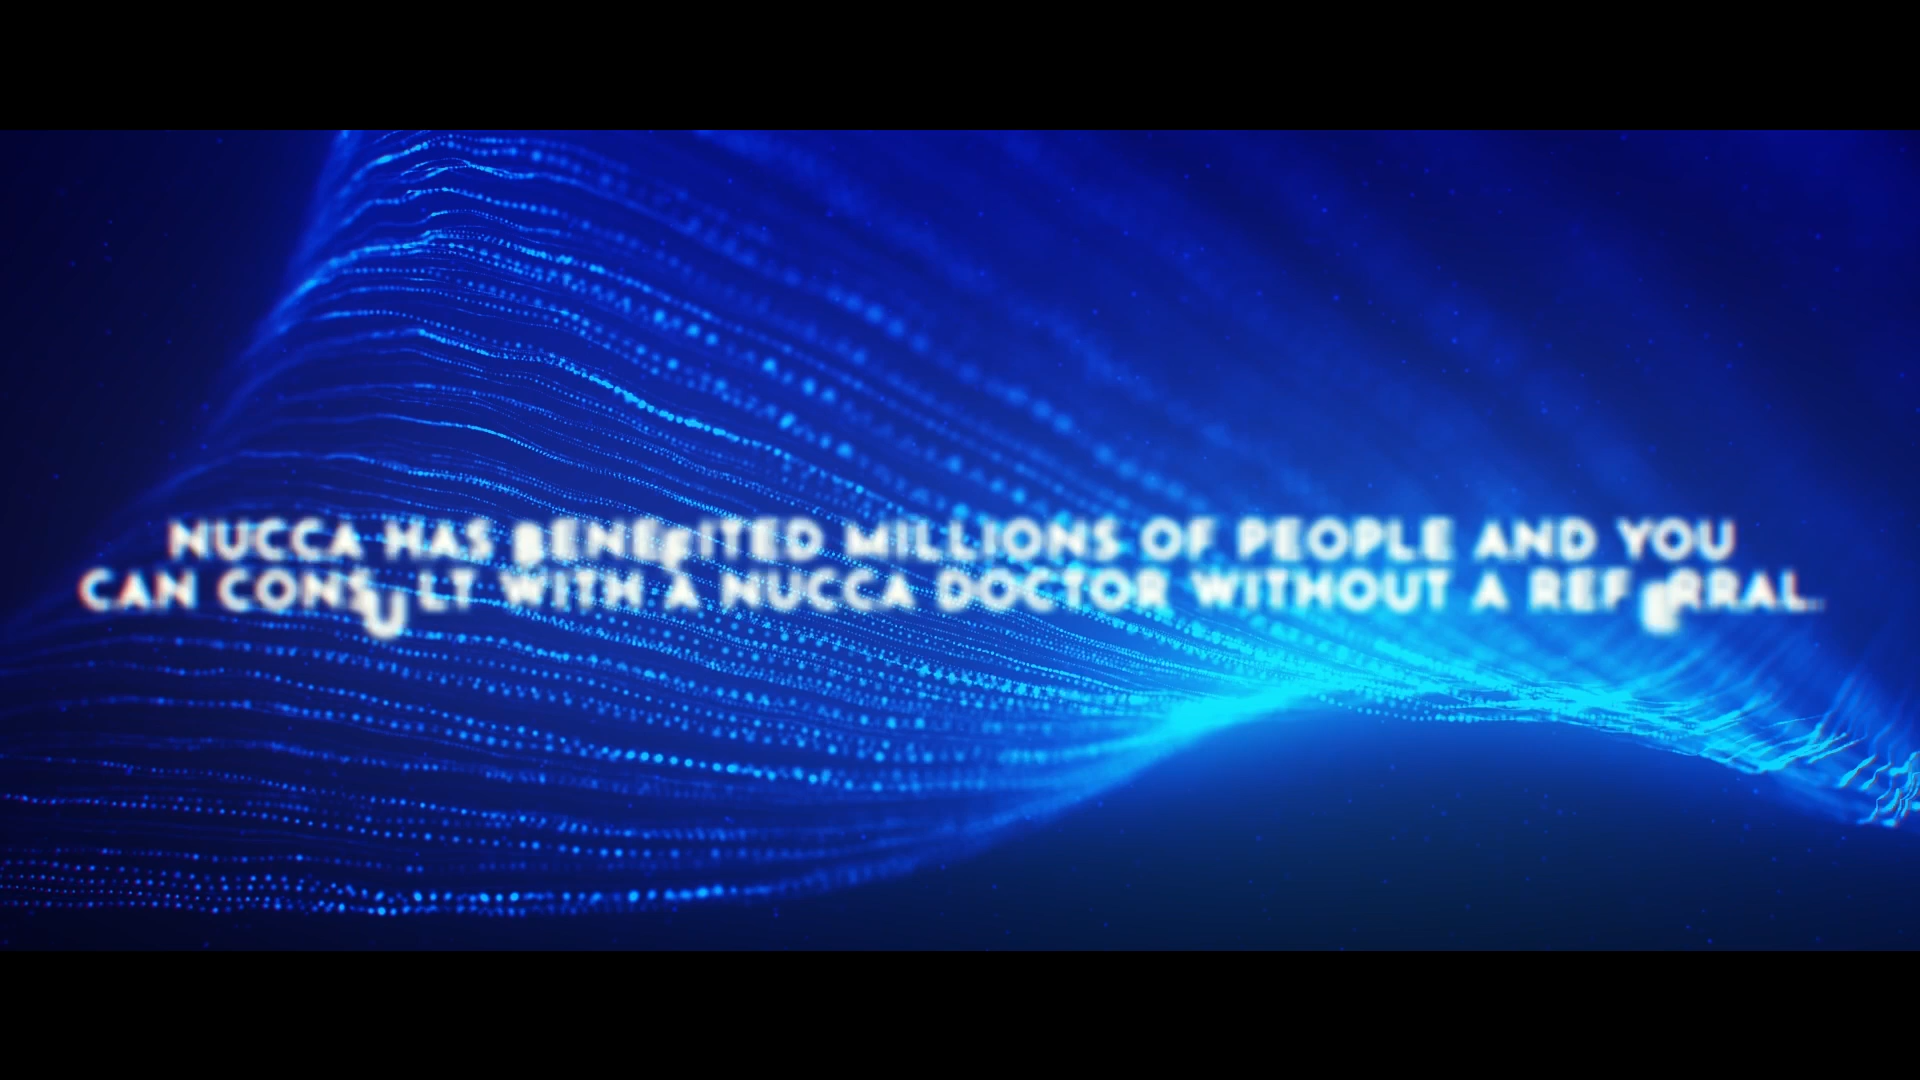 NUCCA HAS BENEFITED MILLIONS OF PEOPLE AND YOU
CAN CONSULT WITH A NUCCA DOCTOR WITHOUT A REFERRAL.